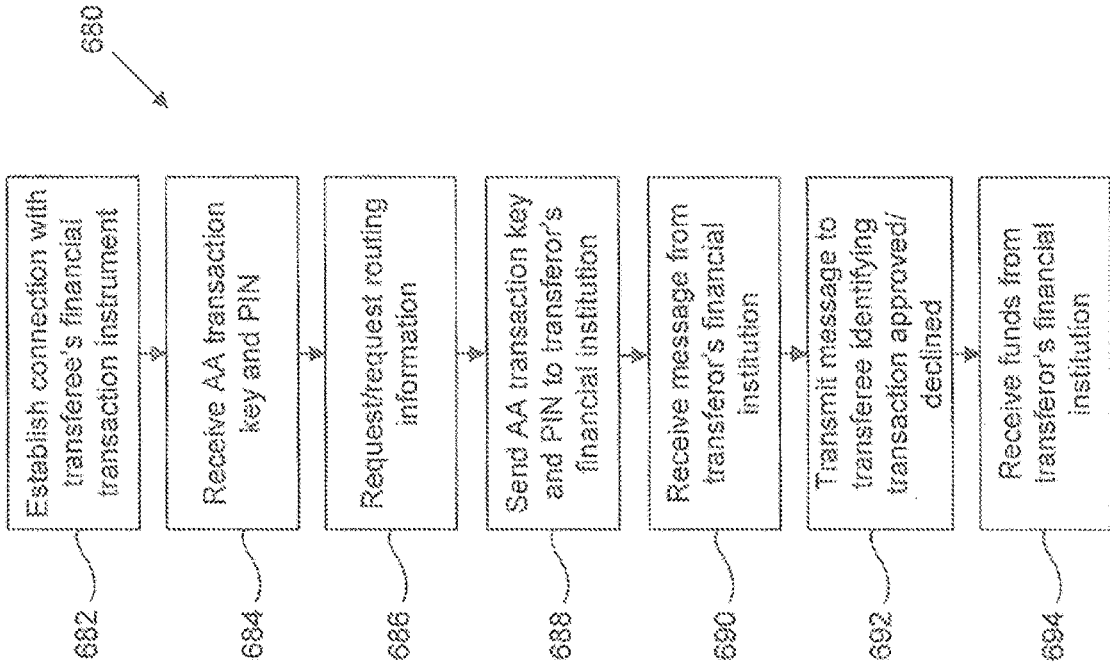 680
682
Establish connection with
transferee's financial
transaction instrument
684
Receive AA transaction
key and PIN
686
Request/request routing
information
688
Send AA transaction key
and PIN to transferor's
financial institution
690
Receive message from
transferor's financial
institution
692
Transmit message to
transferee identifying
transaction approved/
declined
694
Receive funds from
transferor's financial
institution